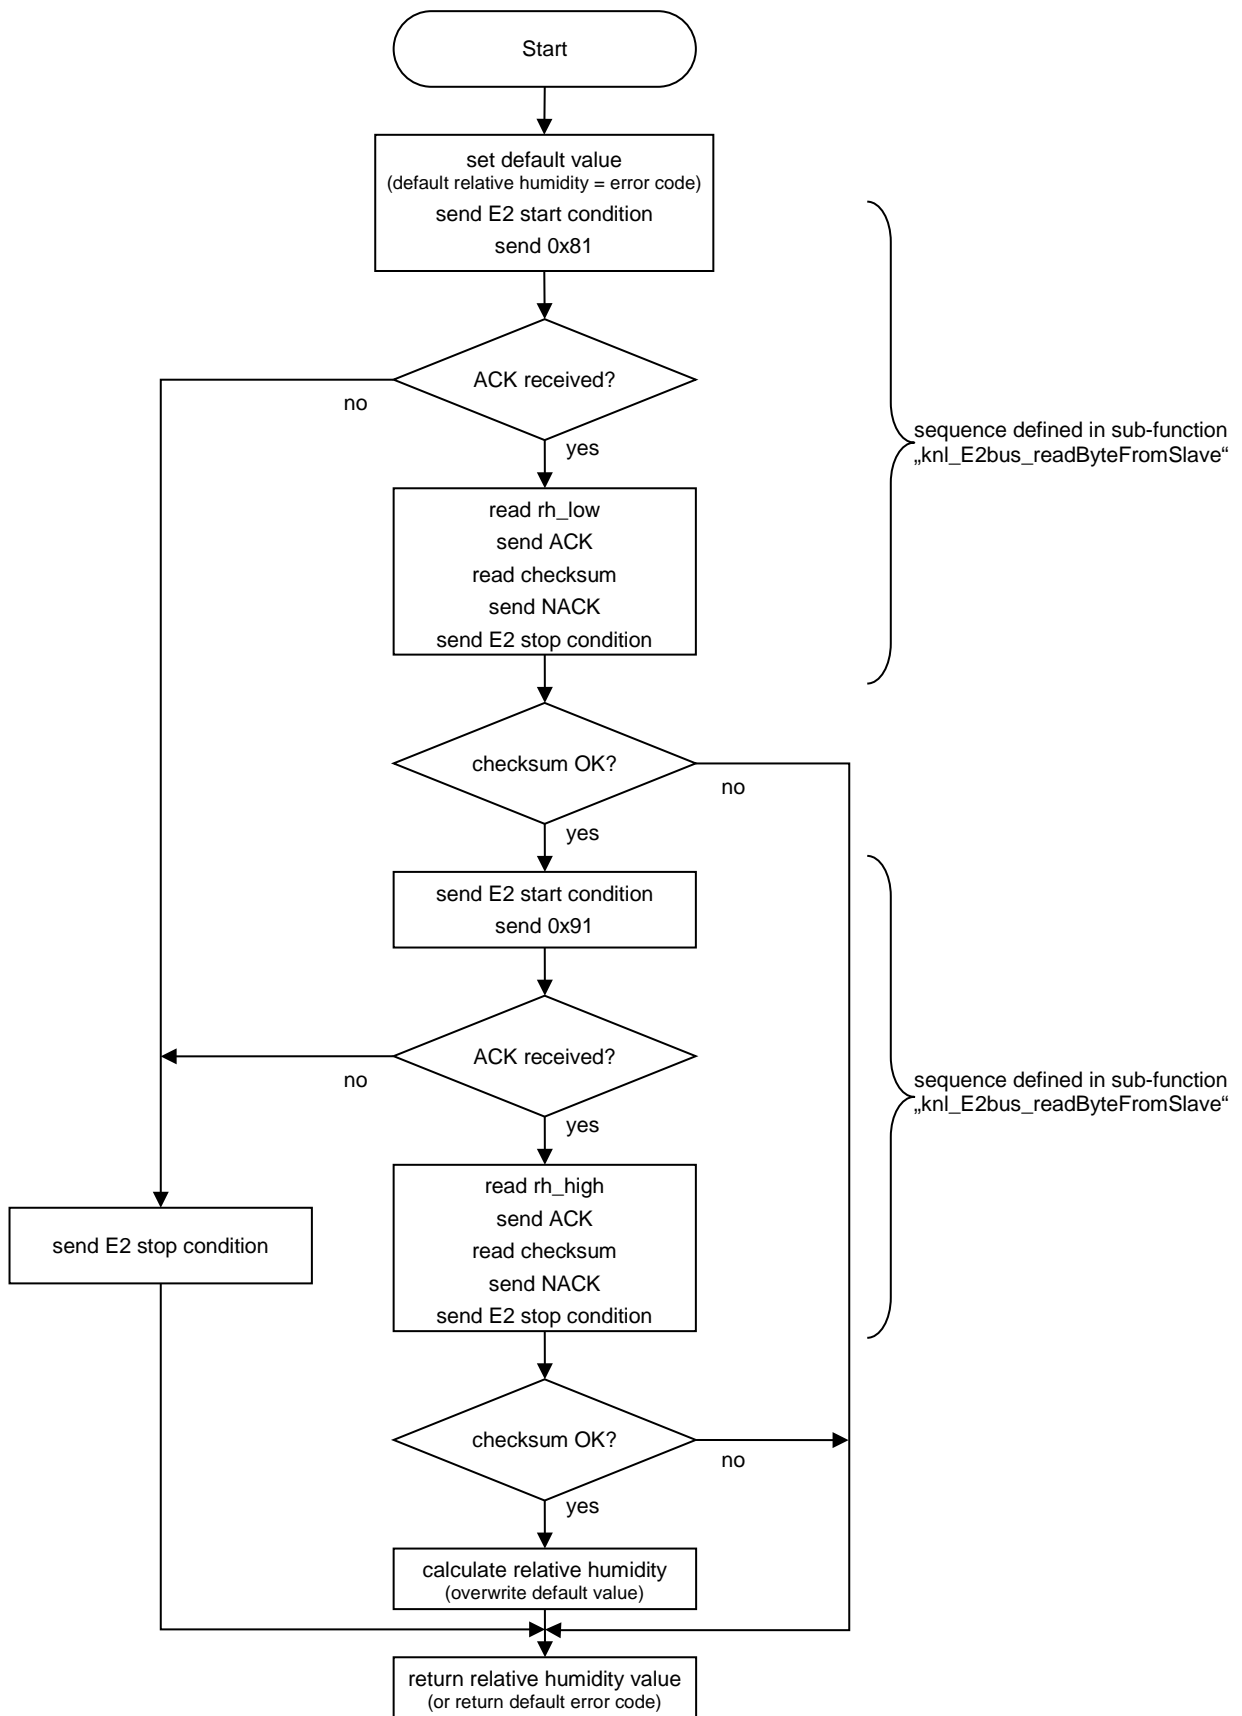 Start
set default value
(default relative humidity = error code)
send E2 start condition
send 0x81
ACK received?
no
yes
sequence defined in sub-function
„knl_E2bus_readByteFromSlave“
read rh_low
send ACK
read checksum
send NACK
send E2 stop condition
checksum OK?
no
yes
send E2 start condition
send 0x91
ACK received?
no
yes
sequence defined in sub-function
„knl_E2bus_readByteFromSlave“
read rh_high
send ACK
read checksum
send NACK
send E2 stop condition
send E2 stop condition
checksum OK?
no
yes
calculate relative humidity
(overwrite default value)
return relative humidity value
(or return default error code)